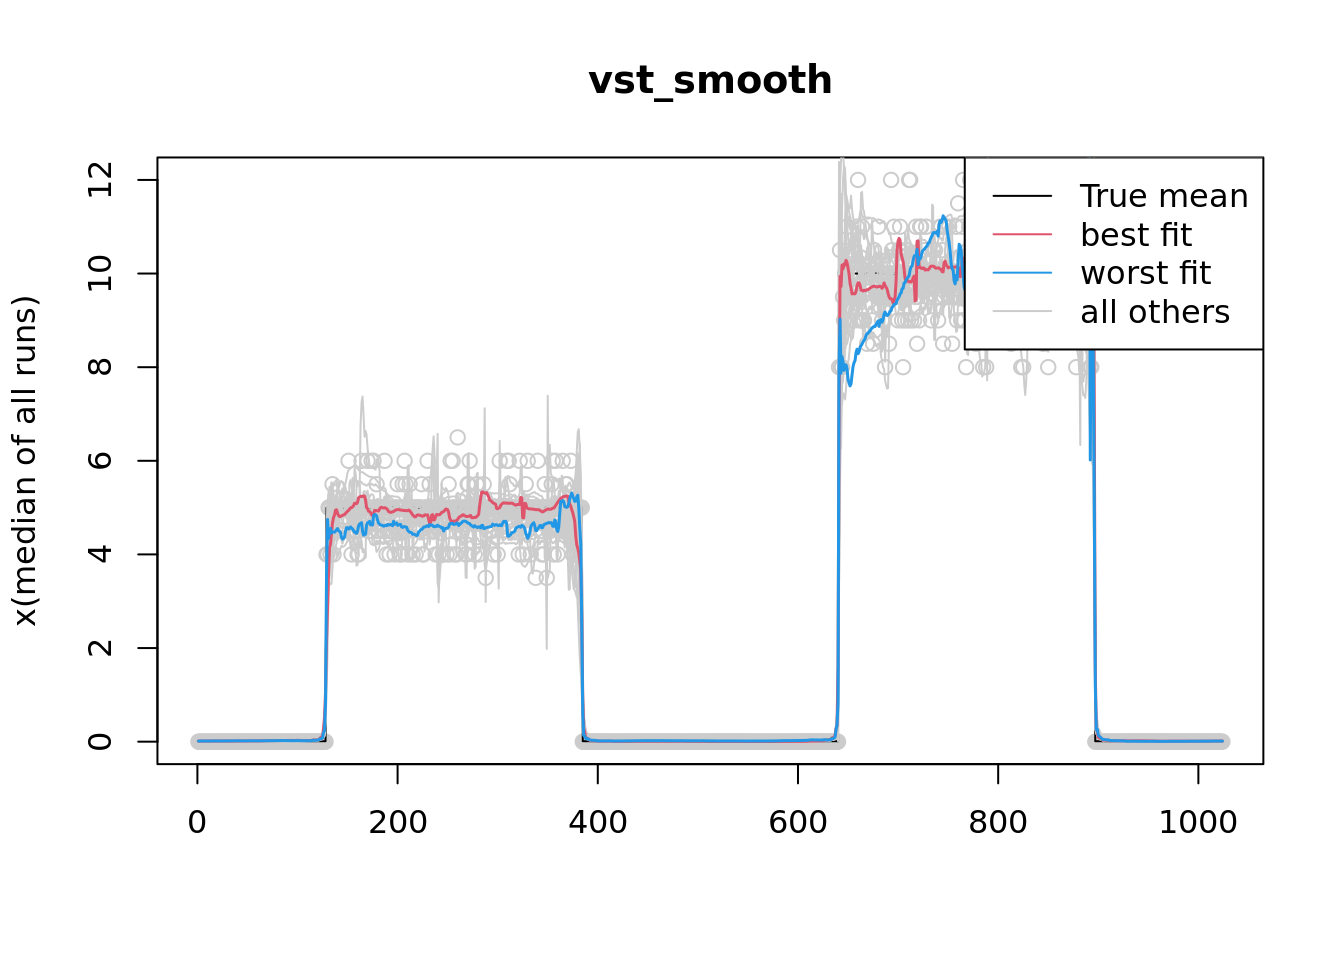 vst_smooth
x(median of all runs)
12
10
8
6
4
2
0
True mean
best fit
worst fit
all others
0 200 400 600 800 1000